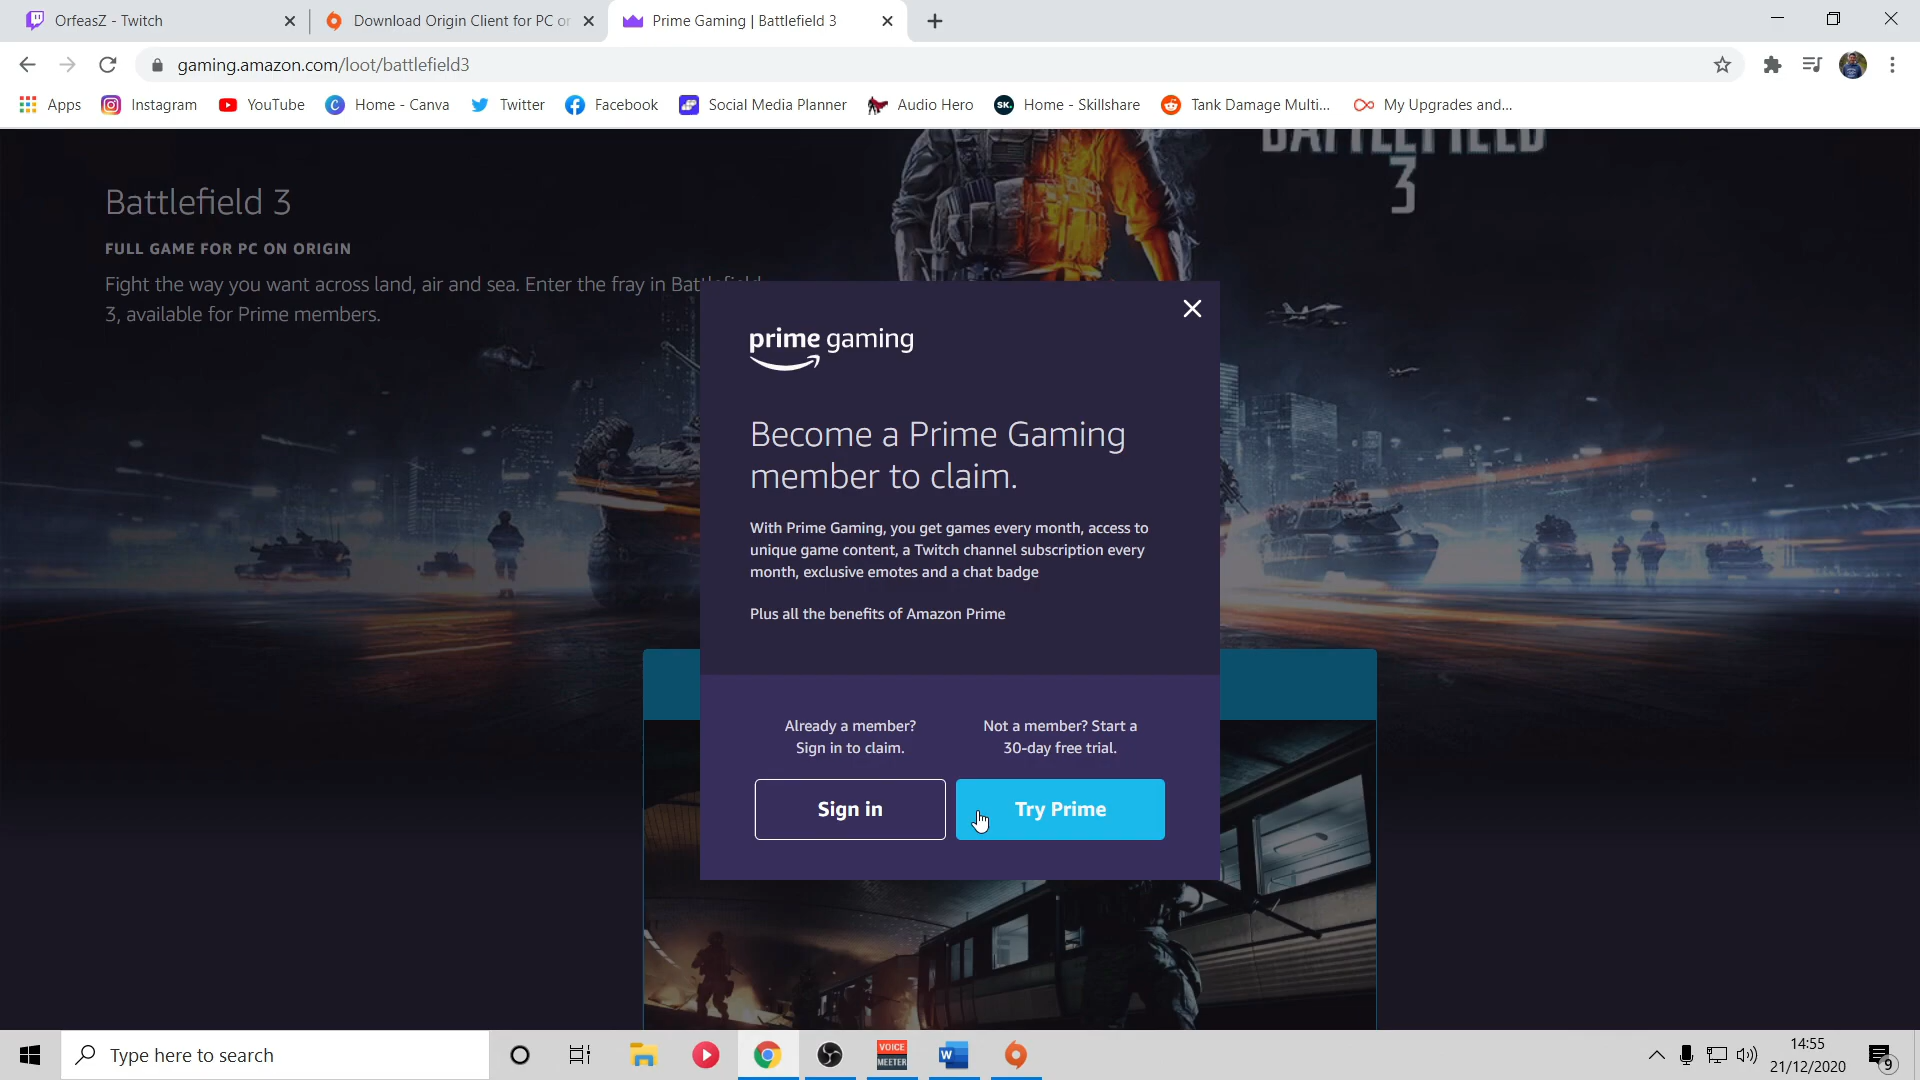 OrfeasZ - Twitch
Download Origin Client for PC or
Prime Gaming | Battlefield 3
gaming.amazon.com/loot/battlefield3
Apps
Instagram
YouTube
Home - Canva
Twitter
Facebook
Social Media Planner
Audio Hero
SK.
Home - Skillshare
Tank Damage Multi...
My Upgrades and...
BATTLEFIELD
3
Battlefield 3
FULL GAME FOR PC ON ORIGIN
Fight the way you want across land, air and sea. Enter the fray in Battlefield
3, available for Prime members.
prime gaming
Become a Prime Gaming
member to claim.
With Prime Gaming, you get games every month, access to
unique game content, a Twitch channel subscription every
month, exclusive emotes and a chat badge
Plus all the benefits of Amazon Prime
Already a member?
Sign in to claim.
Not a member? Start a
30-day free trial.
Sign in
Try Prime
Type here to search
VOICE
MEETER
W
14:55
21/12/2020
9